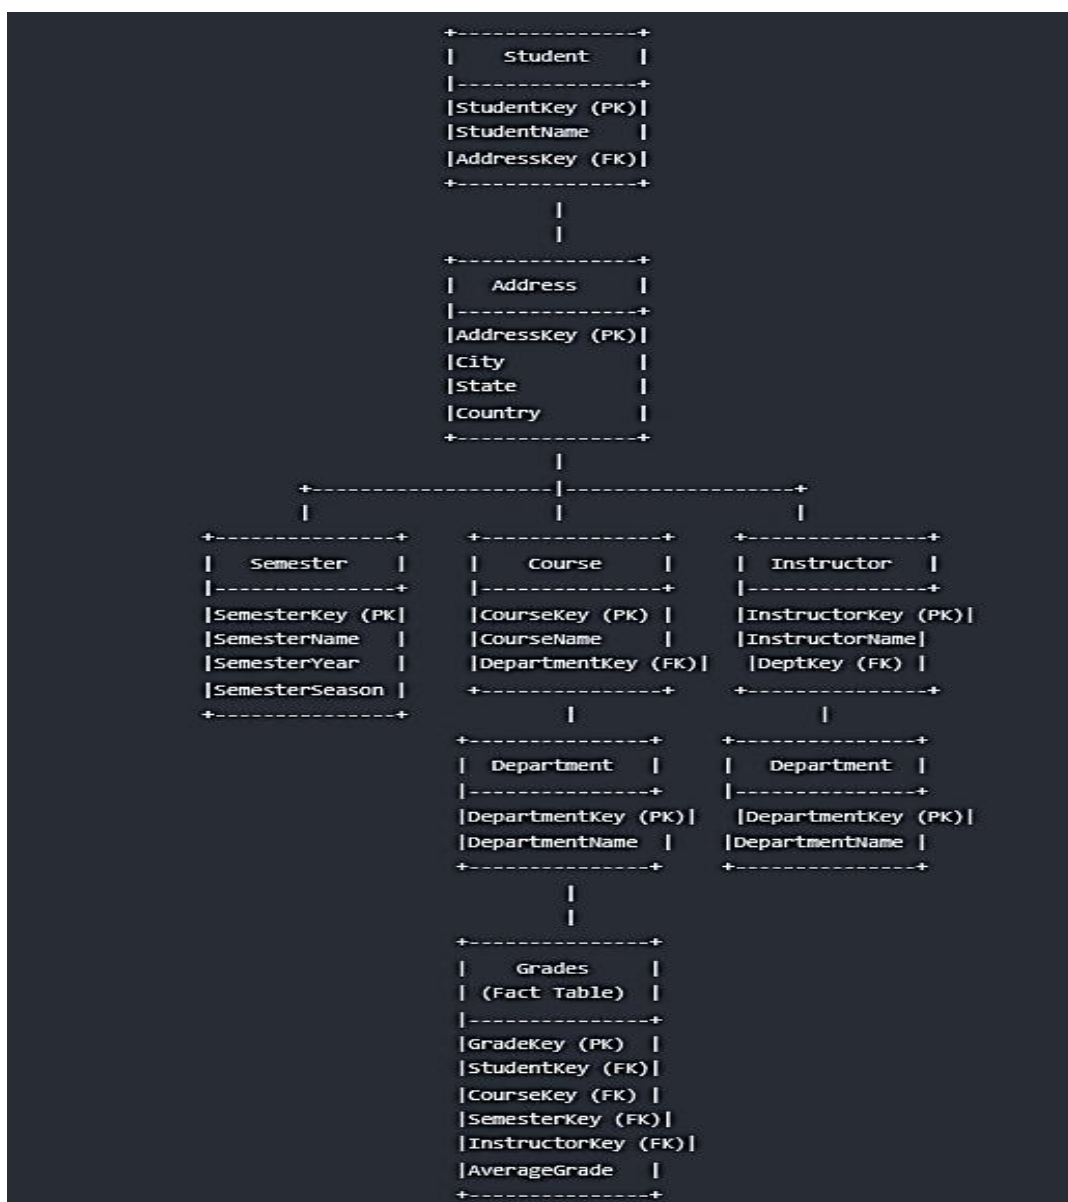 +----------------+
| Student |
|---------------+
|StudentKey (PK)|
|StudentName |
|AddressKey (FK)|
+---------------+
|
|
+---------------+
| Address |
|---------------+
|AddressKey (PK)|
|City |
|State |
|Country |
+---------------+
|
+--------------------|-------------------+
| | |
+---------------+ +---------------+ +---------------+
| Semester | | Course | | Instructor |
|---------------+ |---------------+ |---------------+
|SemesterKey (PK| |CourseKey (PK) | |InstructorKey (PK)|
|SemesterName | |CourseName | |InstructorName|
|SemesterYear | |DepartmentKey (FK)| |DeptKey (FK) |
|SemesterSeason | +---------------+ +---------------+
+---------------+ | |
+---------------+ +---------------+
| Department | | Department |
|---------------+ |---------------+
|DepartmentKey (PK)| |DepartmentKey (PK)|
|DepartmentName | |DepartmentName |
+---------------+ +---------------+
|
|
+---------------+
| Grades |
| (Fact Table) |
|---------------+
|GradeKey (PK) |
|StudentKey (FK)|
|CourseKey (FK) |
|SemesterKey (FK)|
|InstructorKey (FK)|
|AverageGrade |
+---------------+